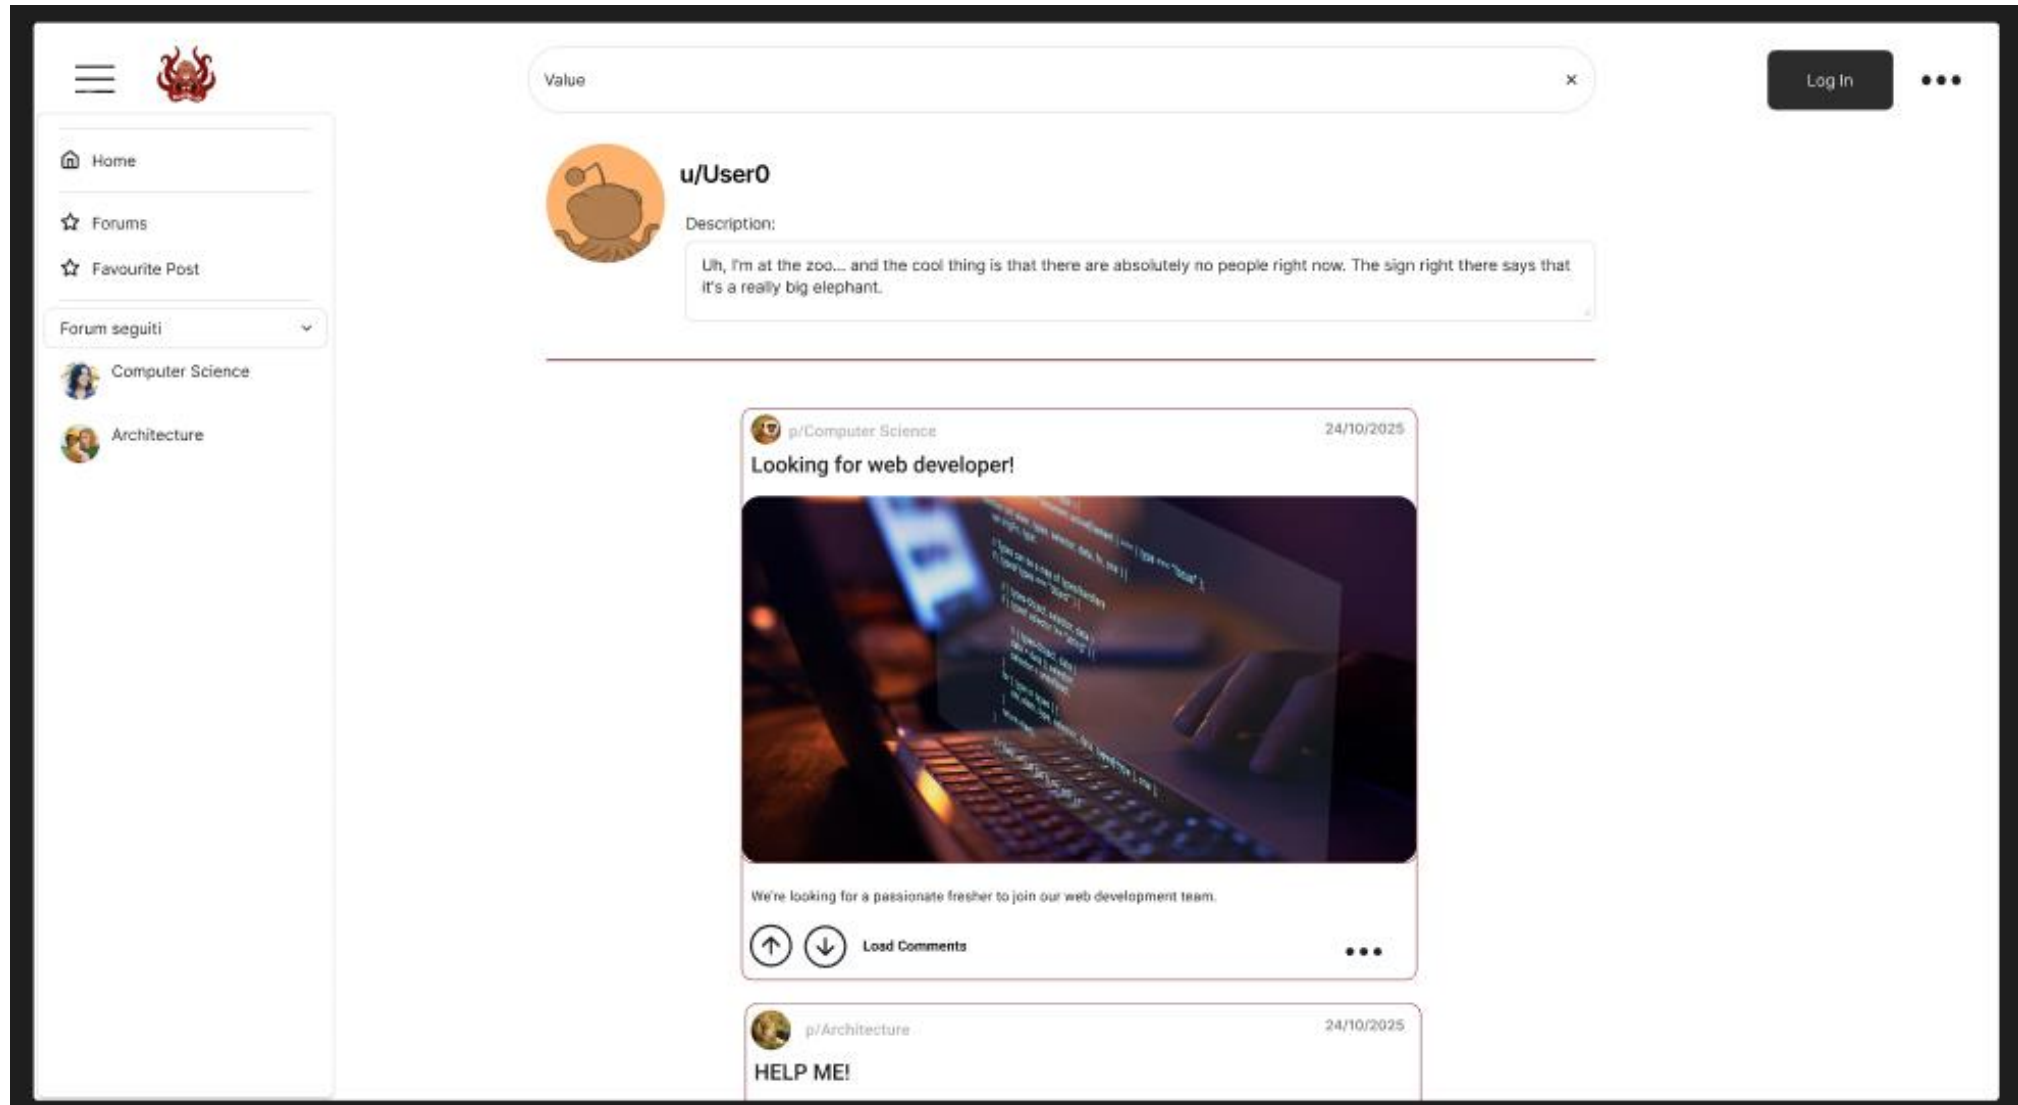 Value
×
Log In
Home
Forums
Favourite Post
Forum seguiti
Computer Science
Architecture
u/User0
Description:
Uh, I'm at the zoo... and the cool thing is that there are absolutely no people right now. The sign right there says that
it's a really big elephant.
p/Computer Science
24/10/2025
Looking for web developer!
We're looking for a passionate fresher to join our web development team.
Load Comments
p/Architecture
24/10/2025
HELP ME!